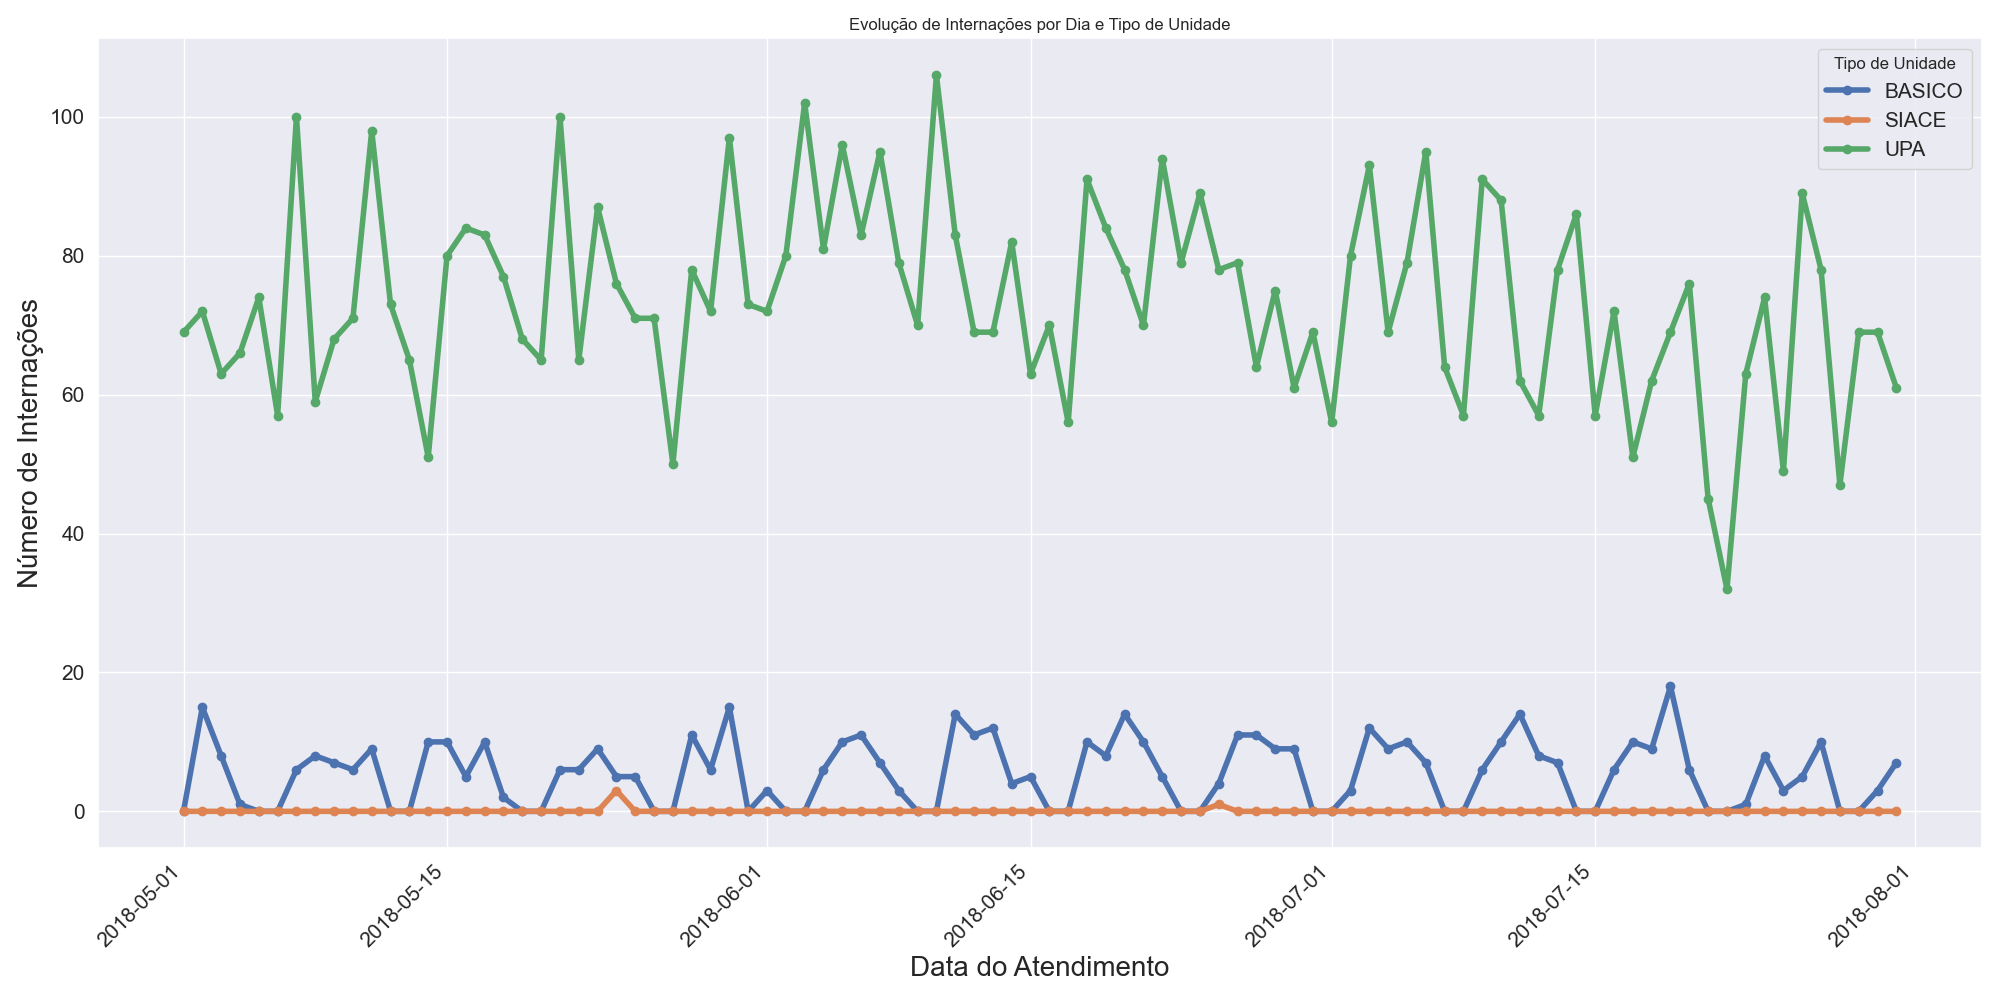 Evolução de Internações por Dia e Tipo de Unidade
Tipo de Unidade
BASICO
SIACE
UPA
Número de Internações
100
80
60
40
20
0
2018-05-01
2018-05-15
2018-06-01
2018-06-15
2018-07-01
2018-07-15
2018-08-01
Data do Atendimento